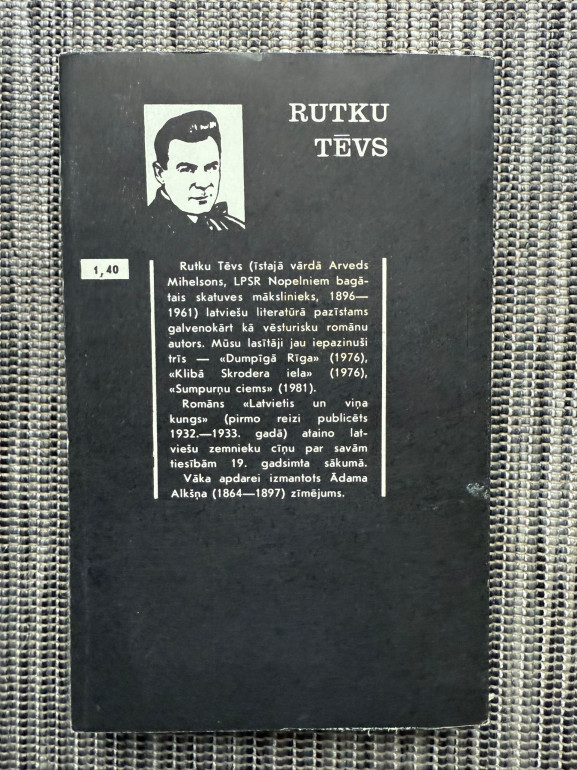 RUTKU
TĒVS
1,40
Rutku Tēvs (īstajā vārdā Arveds
Mihelsons, LPSR Nopelniem bagā-
tais skatuves mākslinieks, 1896—
1961) latviešu literatūrā pazīstams
galvenokārt kā vēsturisku romānu
autors. Mūsu lasītāji jau iepazinuši
trīs — «Dumpīgā Rīga» (1976),
«Klibā Skrodera iela» (1976),
«Sumpurņu ciems» (1981).
Romāns «Latvietis un viņa
kungs» (pirmo reizi publicēts
1932.—1933. gadā) ataino lat-
viešu zemnieku cīņu par savām
tiesībām 19. gadsimta sākumā.
Vāka apdarei izmantots Ādama
Alkšņa (1864—1897) zīmējums.